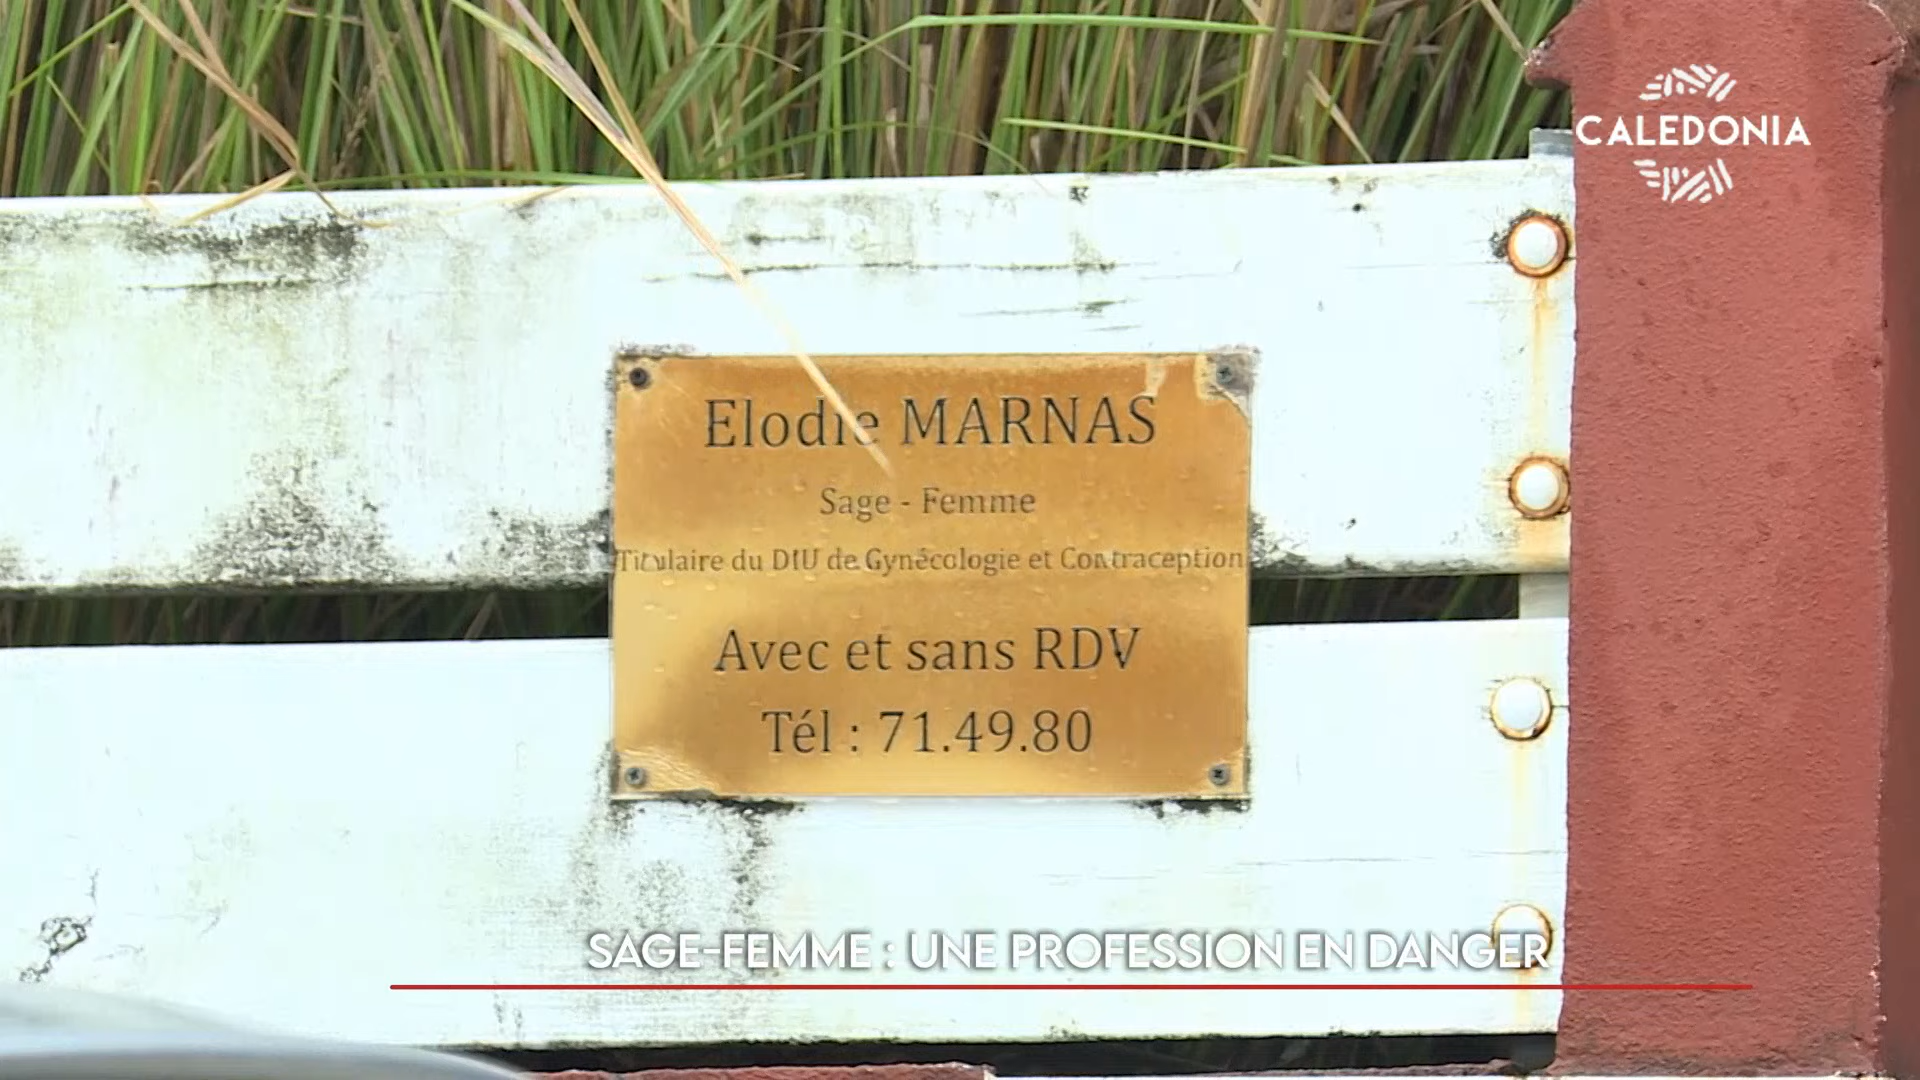 CALEDONIA
Elodie MARNAS
Sage - Femme
Titulaire du DIU de Gynécologie et Contraception
Avec et sans RDV
Tél : 71.49.80
SAGE-FEMME : UNE PROFESSION EN DANGER